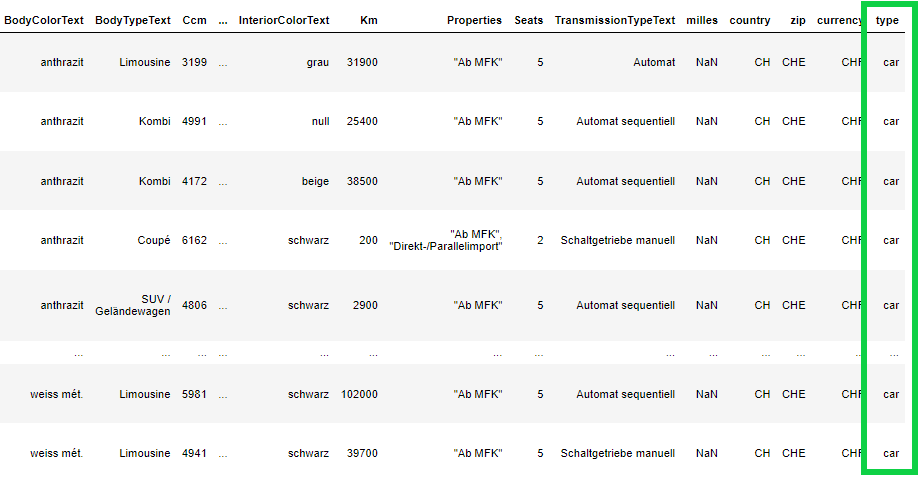 BodyColorText BodyTypeText Ccm ... InteriorColorText Km Properties Seats TransmissionTypeText milles country zip currency type
anthrazit Limousine 3199 ... grau 31900 "Ab MFK" 5 Automat NaN CH CHE CHF car
anthrazit Kombi 4991 ... null 25400 "Ab MFK" 5 Automat sequentiell NaN CH CHE CHF car
anthrazit Kombi 4172 ... beige 38500 "Ab MFK" 5 Automat sequentiell NaN CH CHE CHF car
anthrazit Coupé 6162 ... schwarz 200 "Ab MFK", "Direkt-/Parallelimport" 2 Schaltgetriebe manuell NaN CH CHE CHF car
anthrazit SUV / Geländewagen 4806 ... schwarz 2900 "Ab MFK" 5 Automat sequentiell NaN CH CHE CHF car
... ... ... ... ... ... ... ... ... ... ... ... ... ...
weiss mét. Limousine 5981 ... schwarz 102000 "Ab MFK" 5 Automat sequentiell NaN CH CHE CHF car
weiss mét. Limousine 4941 ... schwarz 39700 "Ab MFK" 5 Schaltgetriebe manuell NaN CH CHE CHF car